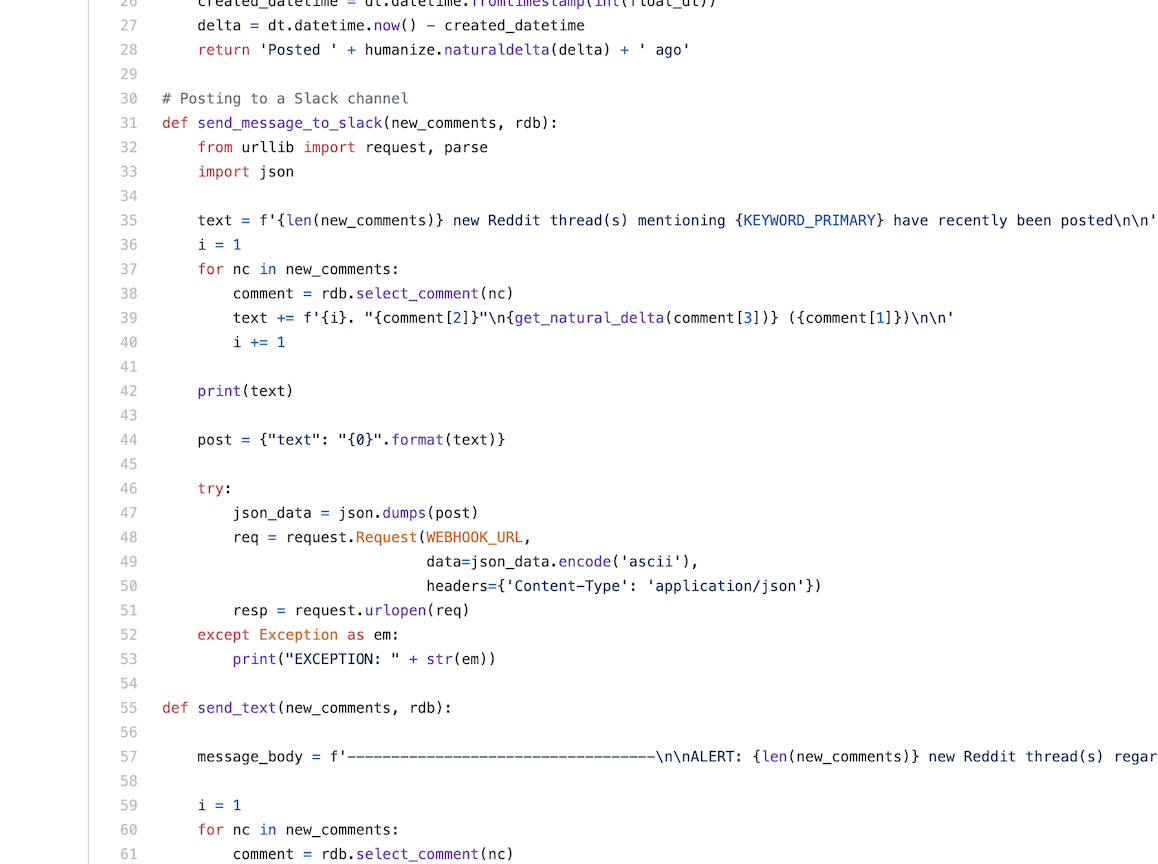 26 created_datetime = dt.datetime.fromtimestamp(int(float_dt))
27 delta = dt.datetime.now() - created_datetime
28 return 'Posted ' + humanize.naturaldelta(delta) + ' ago'
29
30 # Posting to a Slack channel
31 def send_message_to_slack(new_comments, rdb):
32 from urllib import request, parse
33 import json
34
35 text = f'{len(new_comments)} new Reddit thread(s) mentioning {KEYWORD_PRIMARY} have recently been posted\n\n'
36 i = 1
37 for nc in new_comments:
38 comment = rdb.select_comment(nc)
39 text += f'{i}. "{comment[2]}"\n{get_natural_delta(comment[3])} ({comment[1]})\n\n'
40 i += 1
41
42 print(text)
43
44 post = {"text": "{0}".format(text)}
45
46 try:
47 json_data = json.dumps(post)
48 req = request.Request(WEBHOOK_URL,
49 data=json_data.encode('ascii'),
50 headers={'Content-Type': 'application/json'})
51 resp = request.urlopen(req)
52 except Exception as em:
53 print("EXCEPTION: " + str(em))
54
55 def send_text(new_comments, rdb):
56
57 message_body = f'-----------------------------------\n\nALERT: {len(new_comments)} new Reddit thread(s) regar
58
59 i = 1
60 for nc in new_comments:
61 comment = rdb.select_comment(nc)